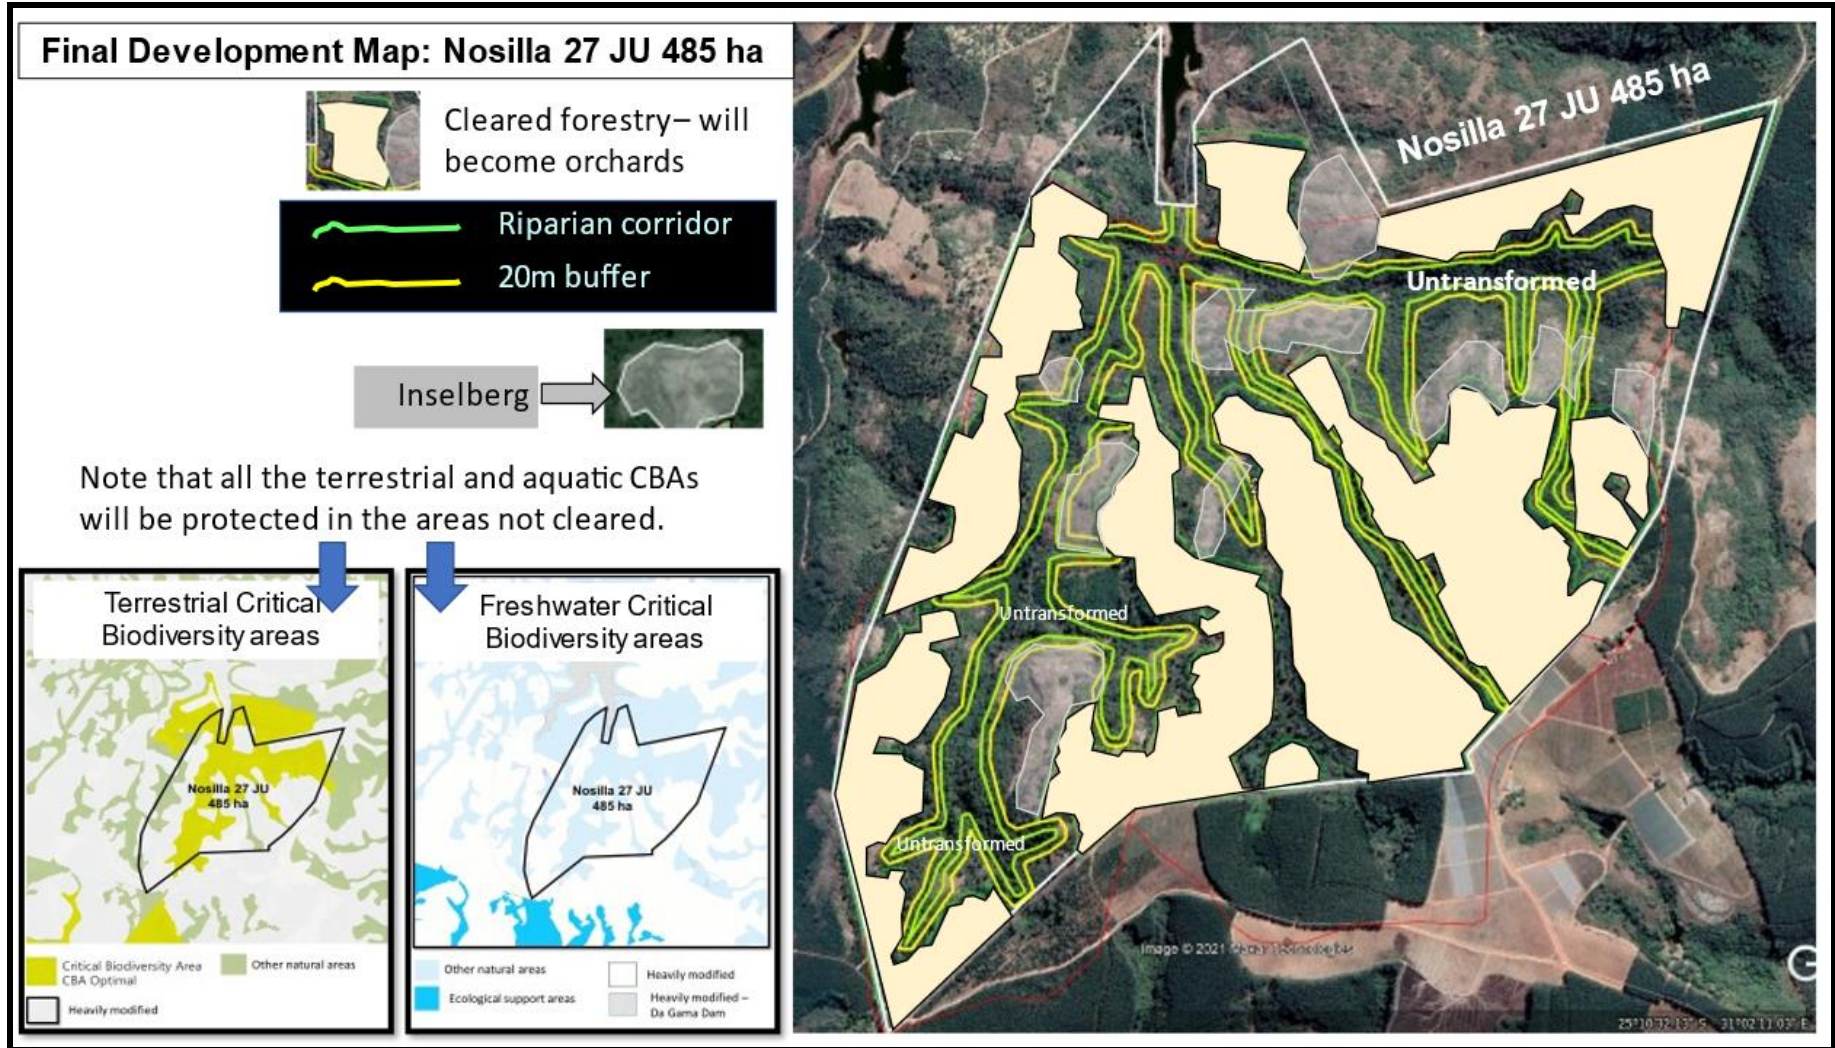 Final Development Map: Nosilla 27 JU 485 ha
Cleared forestry– will
become orchards
Riparian corridor
20m buffer
Inselberg
Note that all the terrestrial and aquatic CBAs
will be protected in the areas not cleared.
Terrestrial Critical
Biodiversity areas
Nosilla 27 JU
485 ha
Critical Biodiversity Area
CBA Optimal
Other natural areas
Heavily modified
Freshwater Critical
Biodiversity areas
Nosilla 27 JU
485 ha
Other natural areas
Ecological support areas
Heavily modified
Heavily modified –
Da Gama Dam
Nosilla 27 JU 485 ha
Untransformed
Untransformed
Untransformed
Image © 2021
G